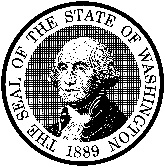 THE SEAL OF THE STATE OF WASHINGTON
1889